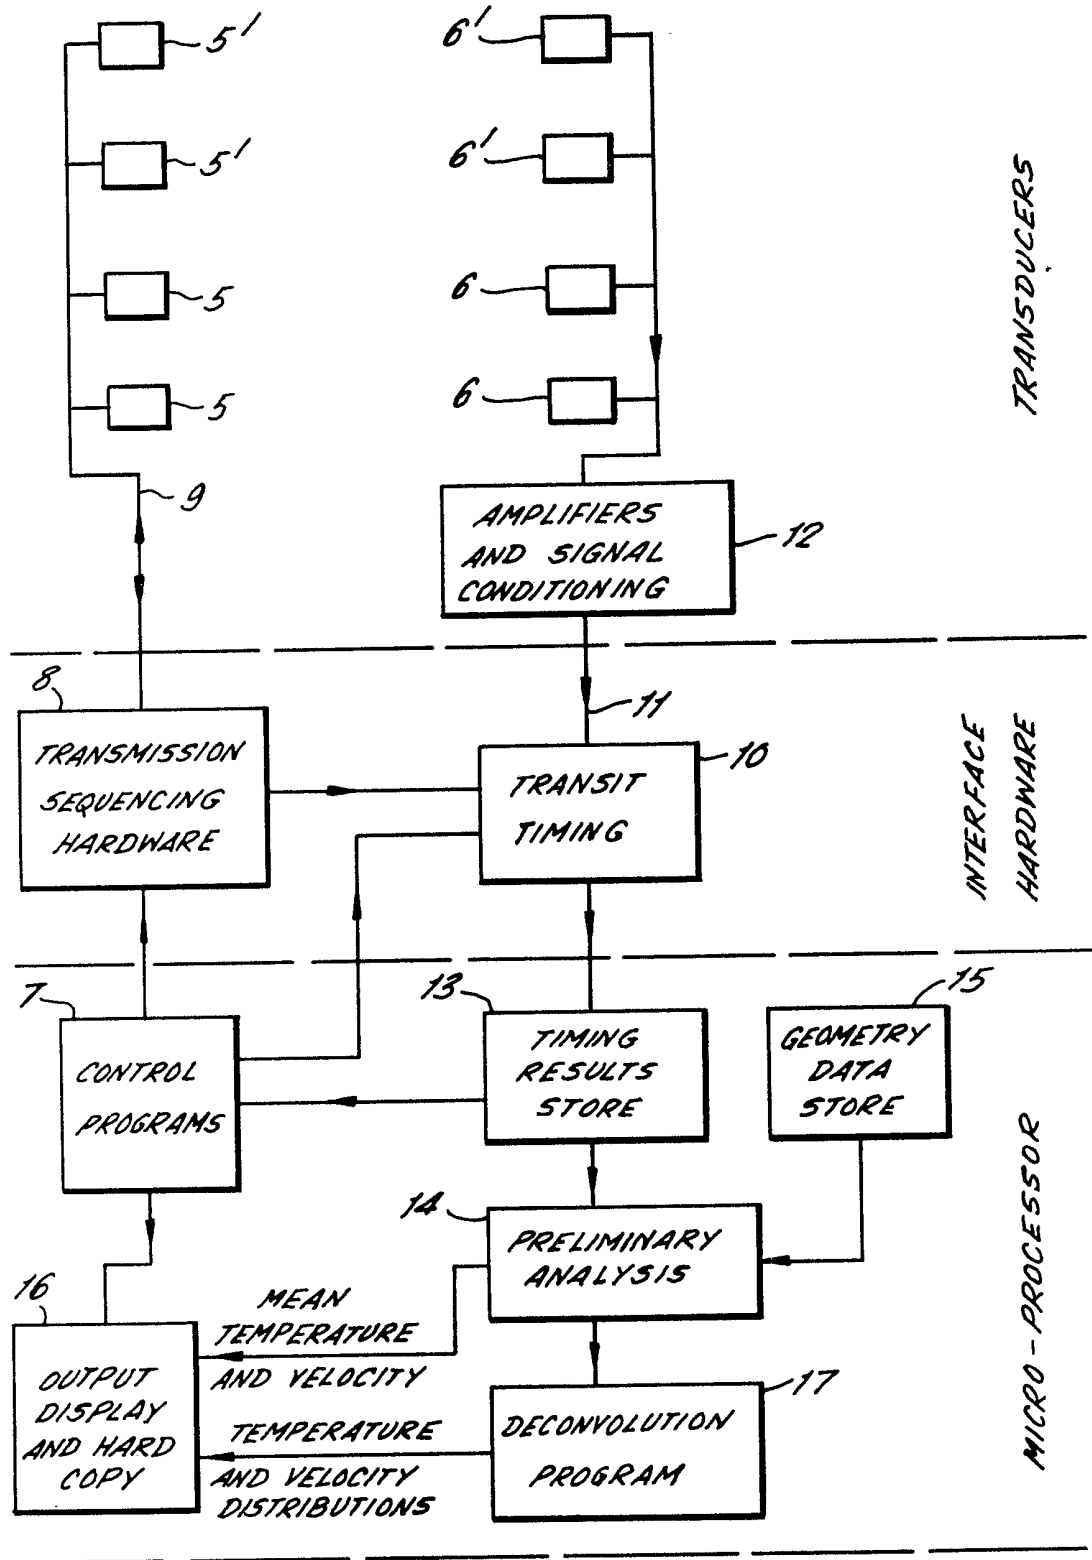 5'
6'
5'
6'
5
6
5
6
9
AMPLIFIERS
AND SIGNAL
CONDITIONING
12
TRANSDUCERS
8
TRANSMISSION
SEQUENCING
HARDWARE
11
10
TRANSIT
TIMING
INTERFACE
HARDWARE
7
CONTROL
PROGRAMS
13
TIMING
RESULTS
STORE
15
GEOMETRY
DATA
STORE
14
PRELIMINARY
ANALYSIS
16
OUTPUT
DISPLAY
AND HARD
COPY
MEAN
TEMPERATURE
AND VELOCITY
TEMPERATURE
AND VELOCITY
DISTRIBUTIONS
17
DECONVOLUTION
PROGRAM
MICRO-PROCESSOR